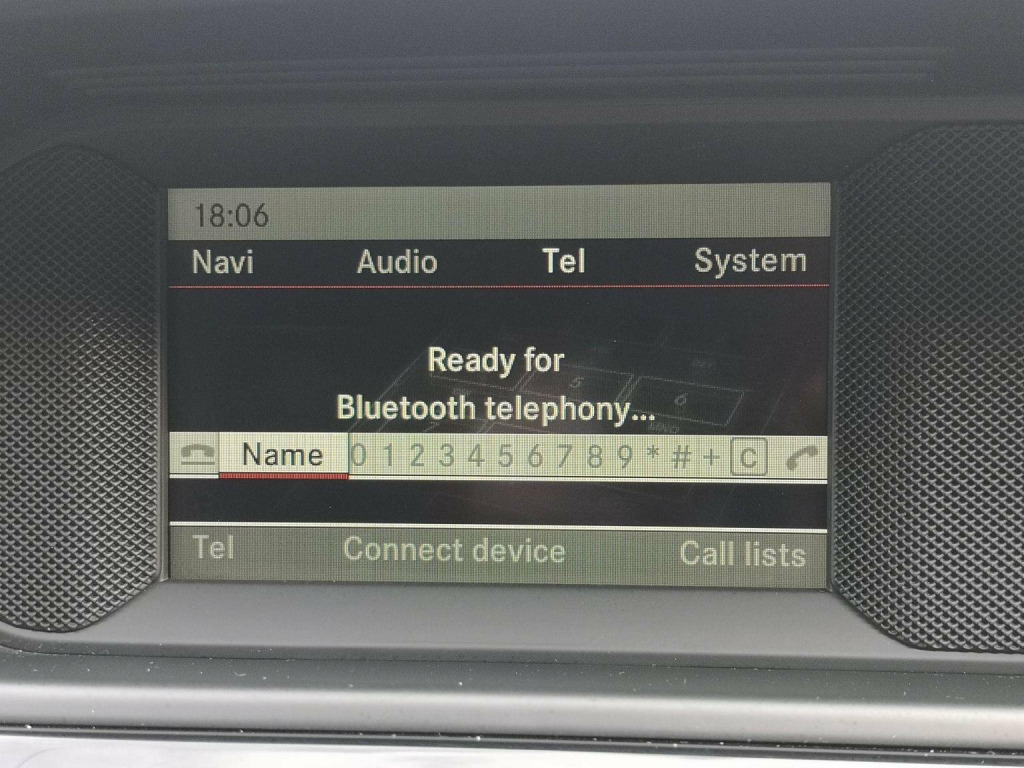 18:06
Navi Audio Tel System
Ready for
Bluetooth telephony...
Name 0 1 2 3 4 5 6 7 8 9 * # + C
Tel Connect device Call lists